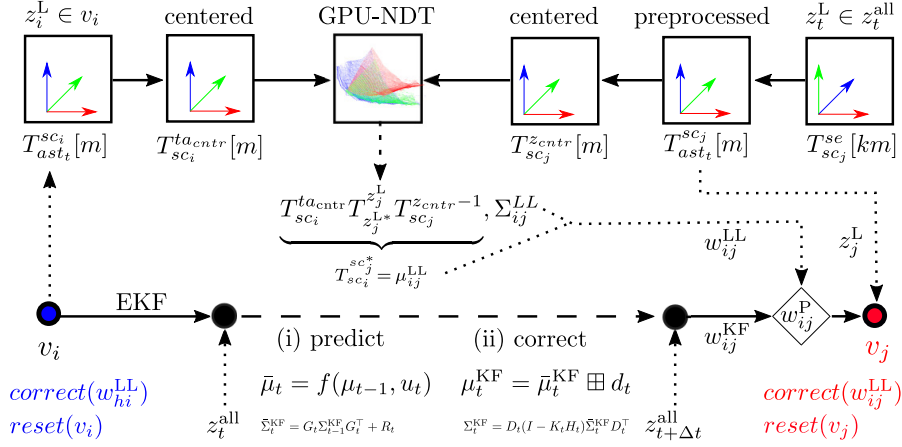 z_i^L ∈ v_i centered GPU-NDT centered preprocessed z_t^L ∈ z_t^all
T_{ast_t}^{sc_i}[m] T_{sc_i}^{ta_{cntr}}[m] T_{sc_j}^{z_{cntr}}[m] T_{ast_t}^{sc_j}[m] T_{sc_j}^{se}[km]
T_{sc_i}^{ta_{cntr}} T_{z_j^{L*}}^{z_j^L} T_{sc_j}^{z_{cntr}-1}, Σ_{ij}^{LL}
w_{ij}^{LL} z_j^L
T_{sc_i}^{sc_j^*} = μ_{ij}^{LL}
EKF w_{ij}^P
v_i (i) predict (ii) correct w_{ij}^{KF} v_j
correct(w_{hi}^{LL}) μ̄_t = f(μ_{t−1}, u_t) μ_t^{KF} = μ̄_t^{KF} ⊞ d_t correct(w_{ij}^{LL})
reset(v_i) z_t^all Σ̄_t^{KF} = G_tΣ_{t−1}^{KF}G_t^⊤ + R_t Σ_t^{KF} = D_t(I − K_tH_t)Σ̄_t^{KF}D_t^⊤ z_{t+Δt}^all reset(v_j)